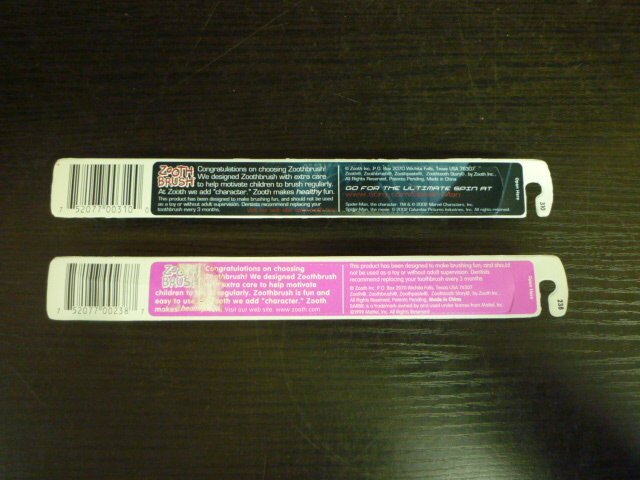 ZOOTH
BRUSH
Congratulations on choosing Zoothbrush!
We designed Zoothbrush with extra care
to help motivate children to brush regularly.
At Zooth we add "character." Zooth makes healthy fun.
This product has been designed to make brushing fun, and should not be used
as a toy or without adult supervision. Dentists recommend replacing your
toothbrush every 3 months.
7 52077 00310
© Zooth Inc. P.O. Box 2070 Wichita Falls, Texas USA 76307.
All Rights Reserved. Patents Pending. Made in China
GO FOR THE ULTIMATE SPIN AT
Spider-Man, the character, TM & © 2002 Marvel Characters, Inc.
Spider-Man, the movie, © 2002 Columbia Pictures Industries, Inc. All rights reserved.
Open Here
310
ZOOTH
BRUSH
Congratulations on choosing
Zoothbrush! We designed Zoothbrush
extra care to help motivate
children to regularly. Zoothbrush is fun and
easy to use. At Zooth we add "character." Zooth
makes healthy Visit our web site. www.zooth.com
7 52077 00238 7
This product has been designed to make brushing fun, and should
not be used as a toy or without adult supervision. Dentists
recommend replacing your toothbrush every 3 months.
© Zooth Inc. P.O. Box 2070 Wichita Falls, Texas USA 76307.
All Rights Reserved. Patents Pending. Made in China
BARBIE is a trademark owned by and used under license from Mattel, Inc.
©1999 Mattel, Inc. All Rights Reserved
Open Here
238